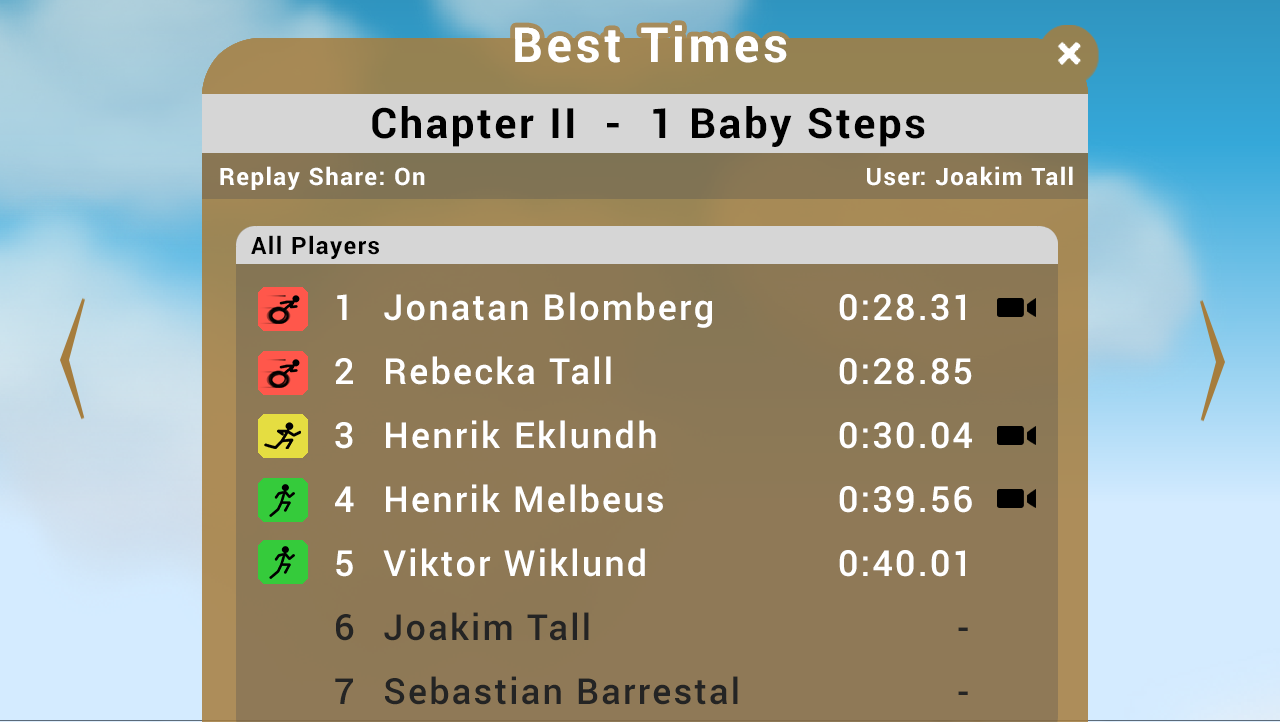 Best Times
Chapter II - 1 Baby Steps
Replay Share: On User: Joakim Tall
All Players
1 Jonatan Blomberg 0:28.31
2 Rebecka Tall 0:28.85
3 Henrik Eklundh 0:30.04
4 Henrik Melbeus 0:39.56
5 Viktor Wiklund 0:40.01
6 Joakim Tall -
7 Sebastian Barrestal -